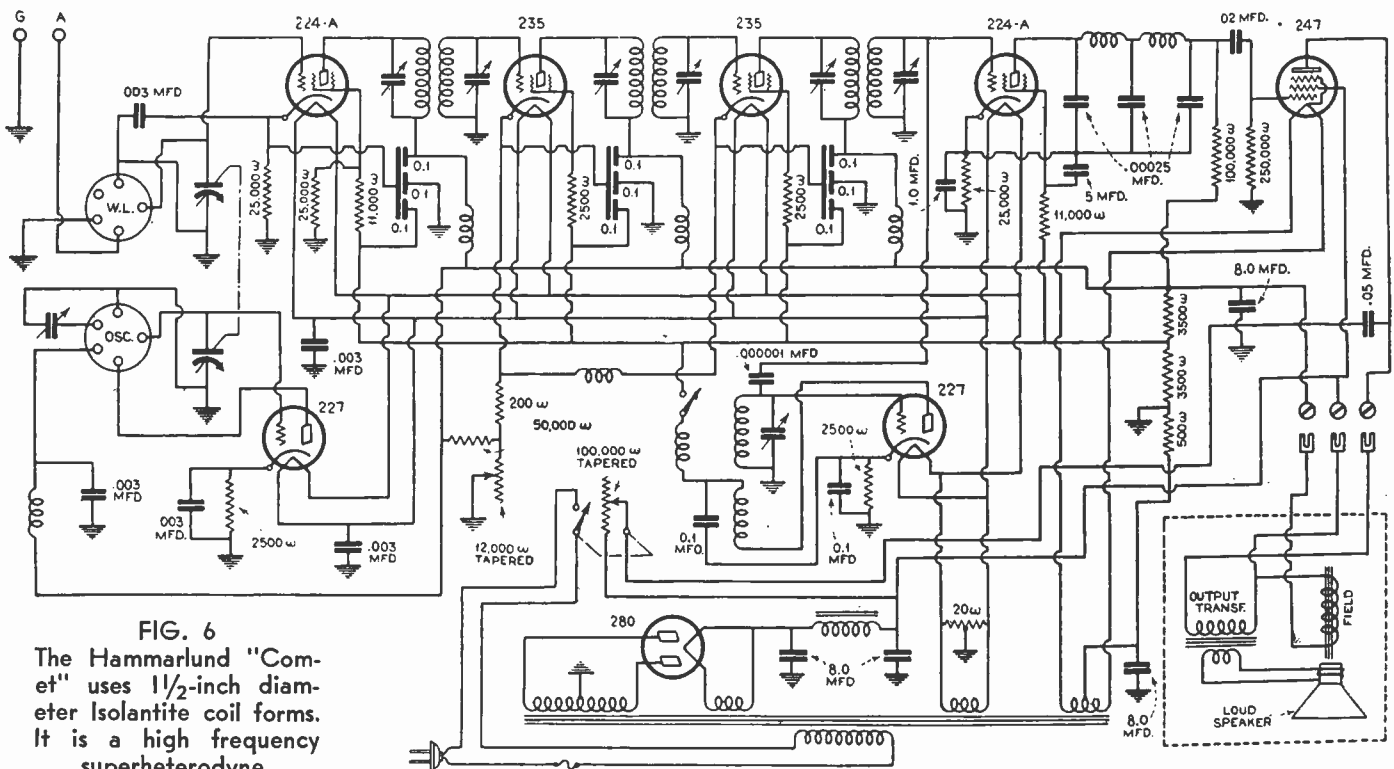 G A
224-A
235
235
224-A
.02 MFD.
247
.003 MFD
W.L.
25,000 ω
25,000 ω
11,000 ω
0.1
0.1
0.1
2500 ω
0.1
0.1
0.1
2500 ω
0.1
0.1
0.1
1.0 MFD.
25,000 ω
11,000 ω
.5 MFD.
.00025
MFD.
100,000 ω
250,000 ω
OSC.
.003
MFD
227
.003
MFD
.003
MFD.
2500 ω
.003
MFD
200 ω
50,000 ω
12,000 ω
TAPERED
100,000 ω
TAPERED
.000001 MFD
227
2500 ω
0.1
MFD.
0.1
MFD
3500 ω
3500 ω
500 ω
8.0 MFD.
.05 MFD.
280
8.0
MFD
20 ω
8.0
MFD.
OUTPUT
TRANSF.
FIELD
LOUD
SPEAKER
FIG. 6
The Hammarlund "Com-
et" uses 1 1/2-inch diam-
eter Isolantite coil forms.
It is a high frequency
superheterodyne